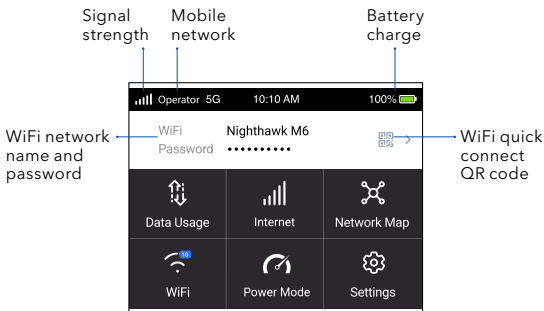 Signal
strength
Mobile
network
Battery
charge
Operator 5G 10:10 AM 100%
WiFi Nighthawk M6
Password ••••••••••
WiFi network
name and
password
WiFi quick
connect
QR code
Data Usage Internet Network Map
10
WiFi Power Mode Settings